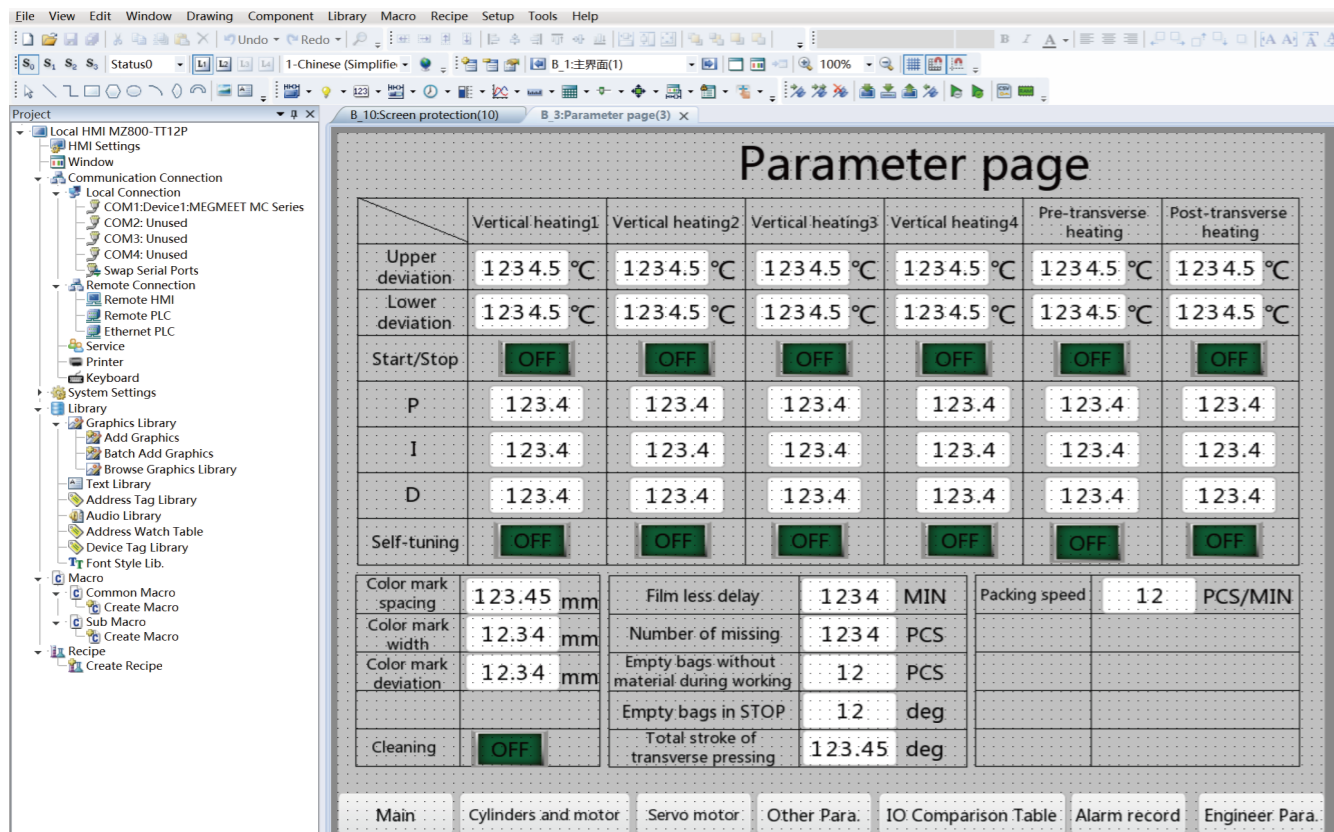 File View Edit Window Drawing Component Library Macro Recipe Setup Tools Help
Undo Redo
S0 S1 S2 S3 Status0 L1 L2 L3 L4 1-Chinese (Simplifie B_1:主界面(1) 100%
Project
B_10:Screen protection(10) B_3:Parameter page(3)
Local HMI MZ800-TT12P
HMI Settings
Window
Communication Connection
Local Connection
COM1:Device1:MEGMEET MC Series
COM2: Unused
COM3: Unused
COM4: Unused
Swap Serial Ports
Remote Connection
Remote HMI
Remote PLC
Ethernet PLC
Service
Printer
Keyboard
System Settings
Library
Graphics Library
Add Graphics
Batch Add Graphics
Browse Graphics Library
Text Library
Address Tag Library
Audio Library
Address Watch Table
Device Tag Library
Font Style Lib.
Macro
Common Macro
Create Macro
Sub Macro
Create Macro
Recipe
Create Recipe
Parameter page
Vertical heating1 Vertical heating2 Vertical heating3 Vertical heating4 Pre-transverse heating Post-transverse heating
Upper deviation 1234.5 ℃ 1234.5 ℃ 1234.5 ℃ 1234.5 ℃ 1234.5 ℃ 1234.5 ℃
Lower deviation 1234.5 ℃ 1234.5 ℃ 1234.5 ℃ 1234.5 ℃ 1234.5 ℃ 1234.5 ℃
Start/Stop OFF OFF OFF OFF OFF OFF
P 123.4 123.4 123.4 123.4 123.4 123.4
I 123.4 123.4 123.4 123.4 123.4 123.4
D 123.4 123.4 123.4 123.4 123.4 123.4
Self-tuning OFF OFF OFF OFF OFF OFF
Color mark spacing 123.45 mm Film less delay 1234 MIN Packing speed 12 PCS/MIN
Color mark width 12.34 mm Number of missing 1234 PCS
Color mark deviation 12.34 mm Empty bags without material during working 12 PCS
Empty bags in STOP 12 deg
Cleaning OFF Total stroke of transverse pressing 123.45 deg
Main Cylinders and motor Servo motor Other Para. IO Comparison Table Alarm record Engineer Para.